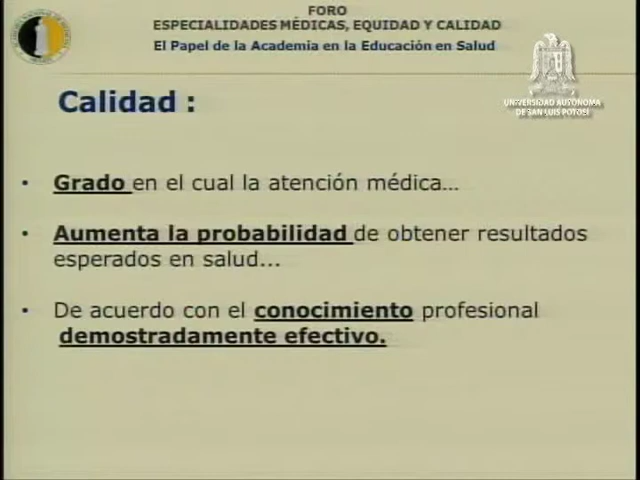 FORO
ESPECIALIDADES MÉDICAS, EQUIDAD Y CALIDAD
El Papel de la Academia en la Educación en Salud
UNIVERSIDAD AUTONOMA
DE SAN LUIS POTOSI
Calidad :
• Grado en el cual la atención médica...
• Aumenta la probabilidad de obtener resultados
esperados en salud...
• De acuerdo con el conocimiento profesional
demostradamente efectivo.